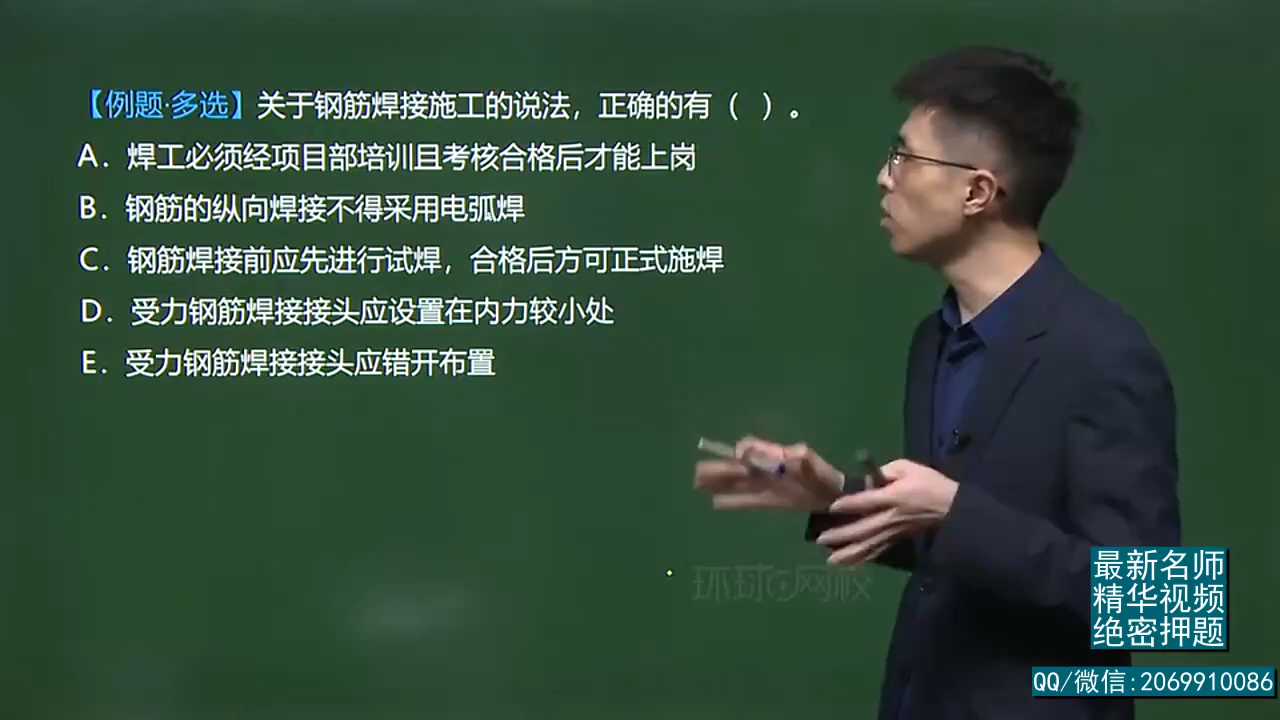 【例题·多选】关于钢筋焊接施工的说法，正确的有（ ）。
A．焊工必须经项目部培训且考核合格后才能上岗
B．钢筋的纵向焊接不得采用电弧焊
C．钢筋焊接前应先进行试焊，合格后方可正式施焊
D．受力钢筋焊接接头应设置在内力较小处
E．受力钢筋焊接接头应错开布置
环球网校
最新名师
精华视频
绝密押题
QQ/微信:2069910086